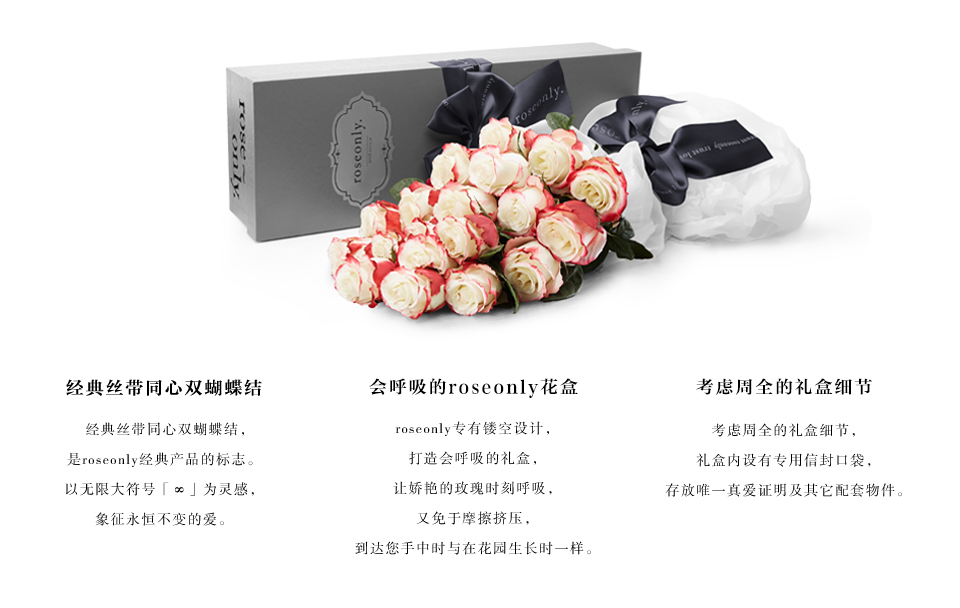 rose
only.
roseonly.
roseonly.
roseonly trust lo
经典丝带同心双蝴蝶结
经典丝带同心双蝴蝶结，
是roseonly经典产品的标志。
以无限大符号「∞」为灵感，
象征永恒不变的爱。
会呼吸的roseonly花盒
roseonly专有镂空设计，
打造会呼吸的礼盒，
让娇艳的玫瑰时刻呼吸，
又免于摩擦挤压，
到达您手中时与在花园生长时一样。
考虑周全的礼盒细节
考虑周全的礼盒细节，
礼盒内设有专用信封口袋，
存放唯一真爱证明及其它配套物件。